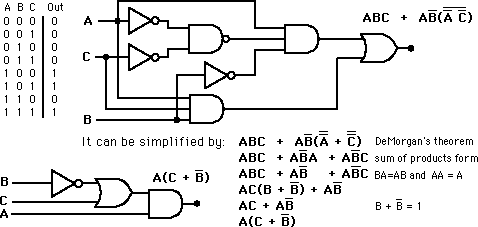 A B C Out
0 0 0 0
0 0 1 0
0 1 0 0
0 1 1 0
1 0 0 1
1 0 1 1
1 1 0 0
1 1 1 1
A
C
B
ABC + AB̅(A̿ C̿)
It can be simplified by:
ABC + AB̅(A̿ + C̿) DeMorgan's theorem
ABC + AB̅A + AB̅C sum of products form
ABC + AB̅ + AB̅C BA=AB and AA = A
AC(B + B̅) + AB̅
AC + AB̅ B + B̅ = 1
A(C + B̅)
B
C
A
A(C + B̅)